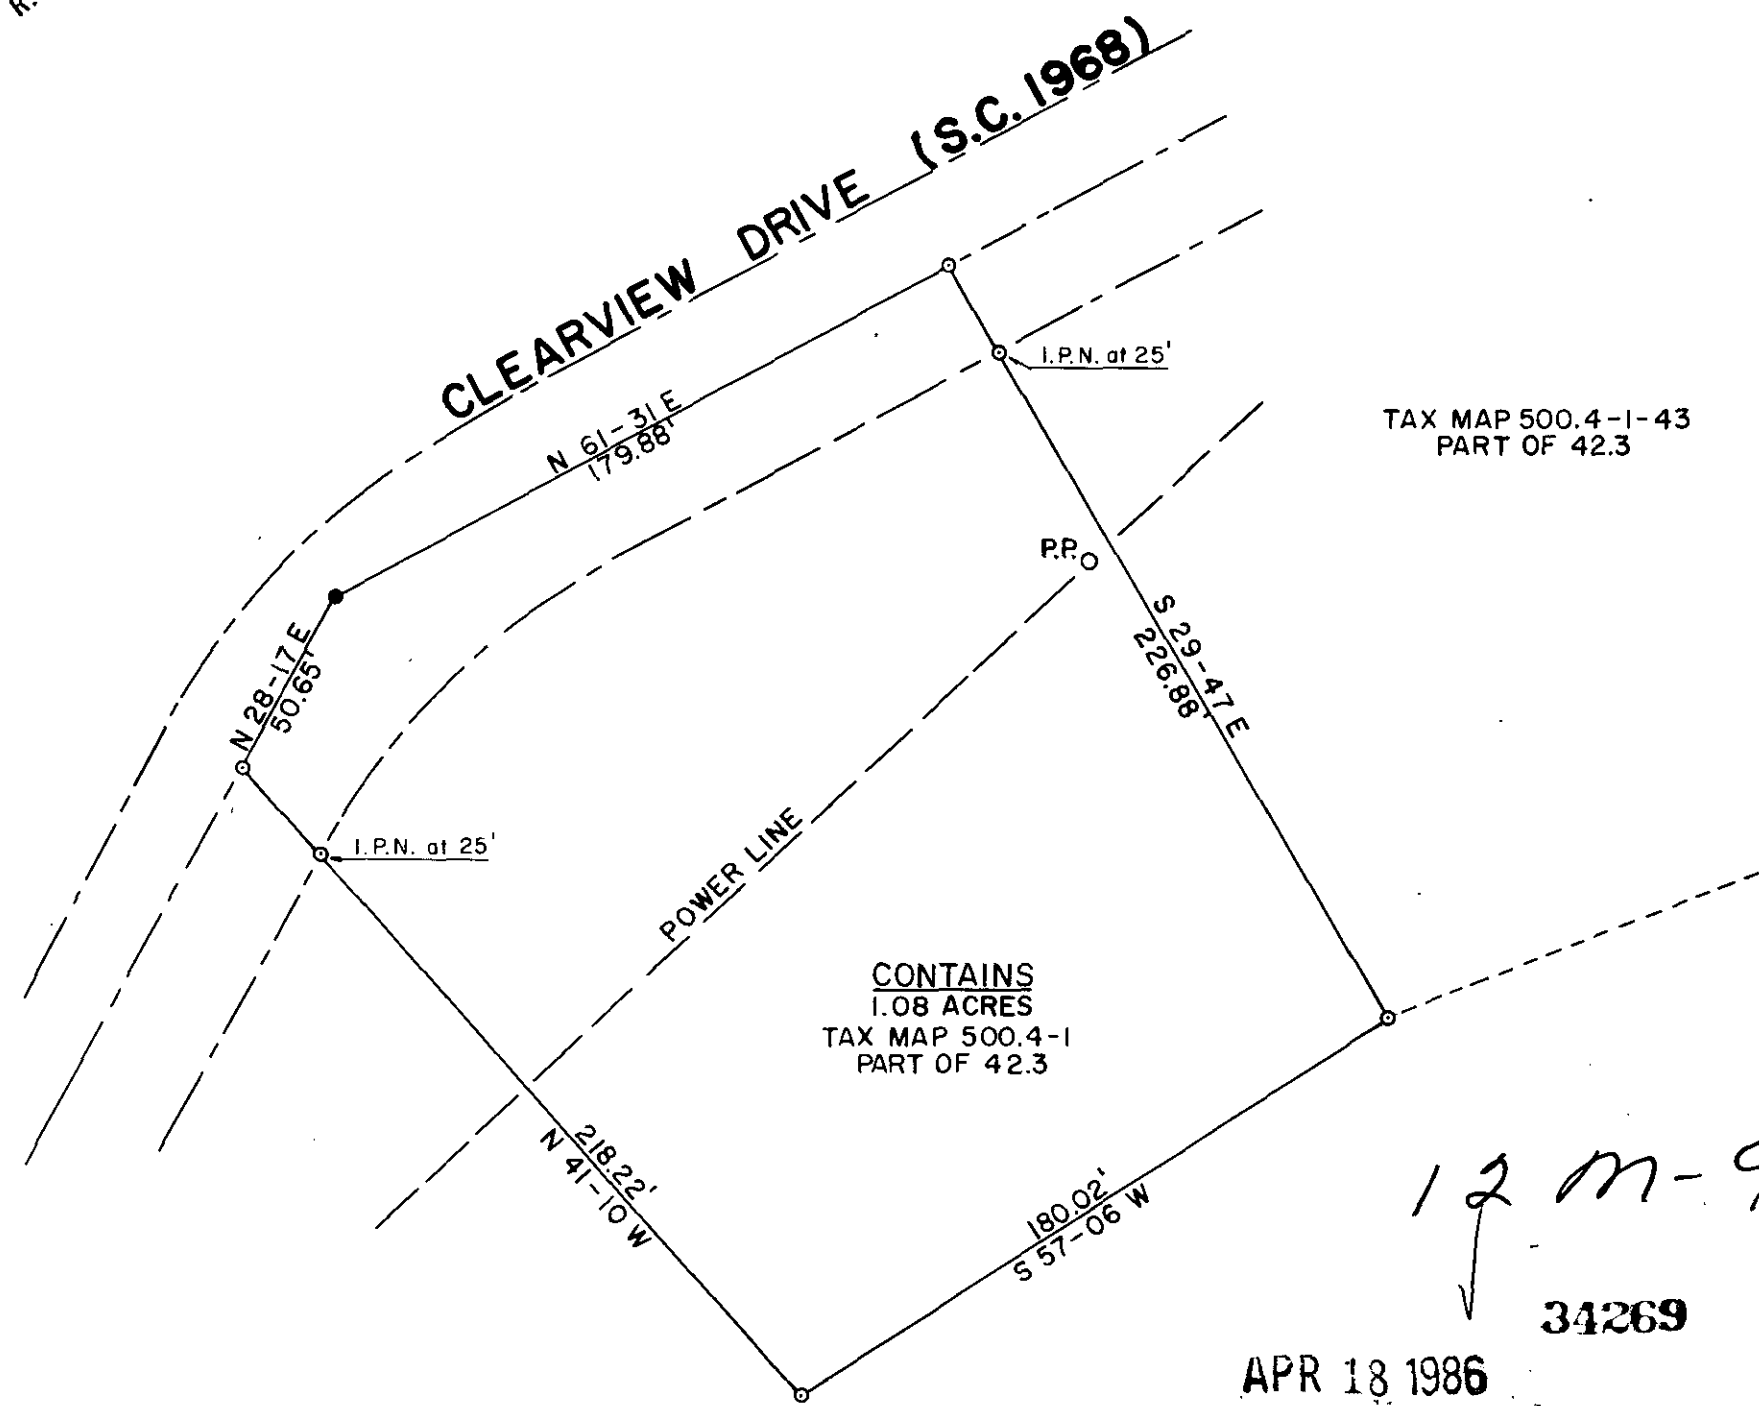 R.
CLEARVIEW DRIVE (S.C. 1968)
N 61-31 E
179.88'
I.P.N. at 25'
TAX MAP 500.4-1-43
PART OF 42.3
P.P.
S 29-47 E
226.88'
N 28-17 E
50.65'
I.P.N. at 25'
POWER LINE
CONTAINS
1.08 ACRES
TAX MAP 500.4-1
PART OF 42.3
218.22'
N 41-10 W
180.02'
S 57-06 W
12 M-9
34269
APR 18 1986